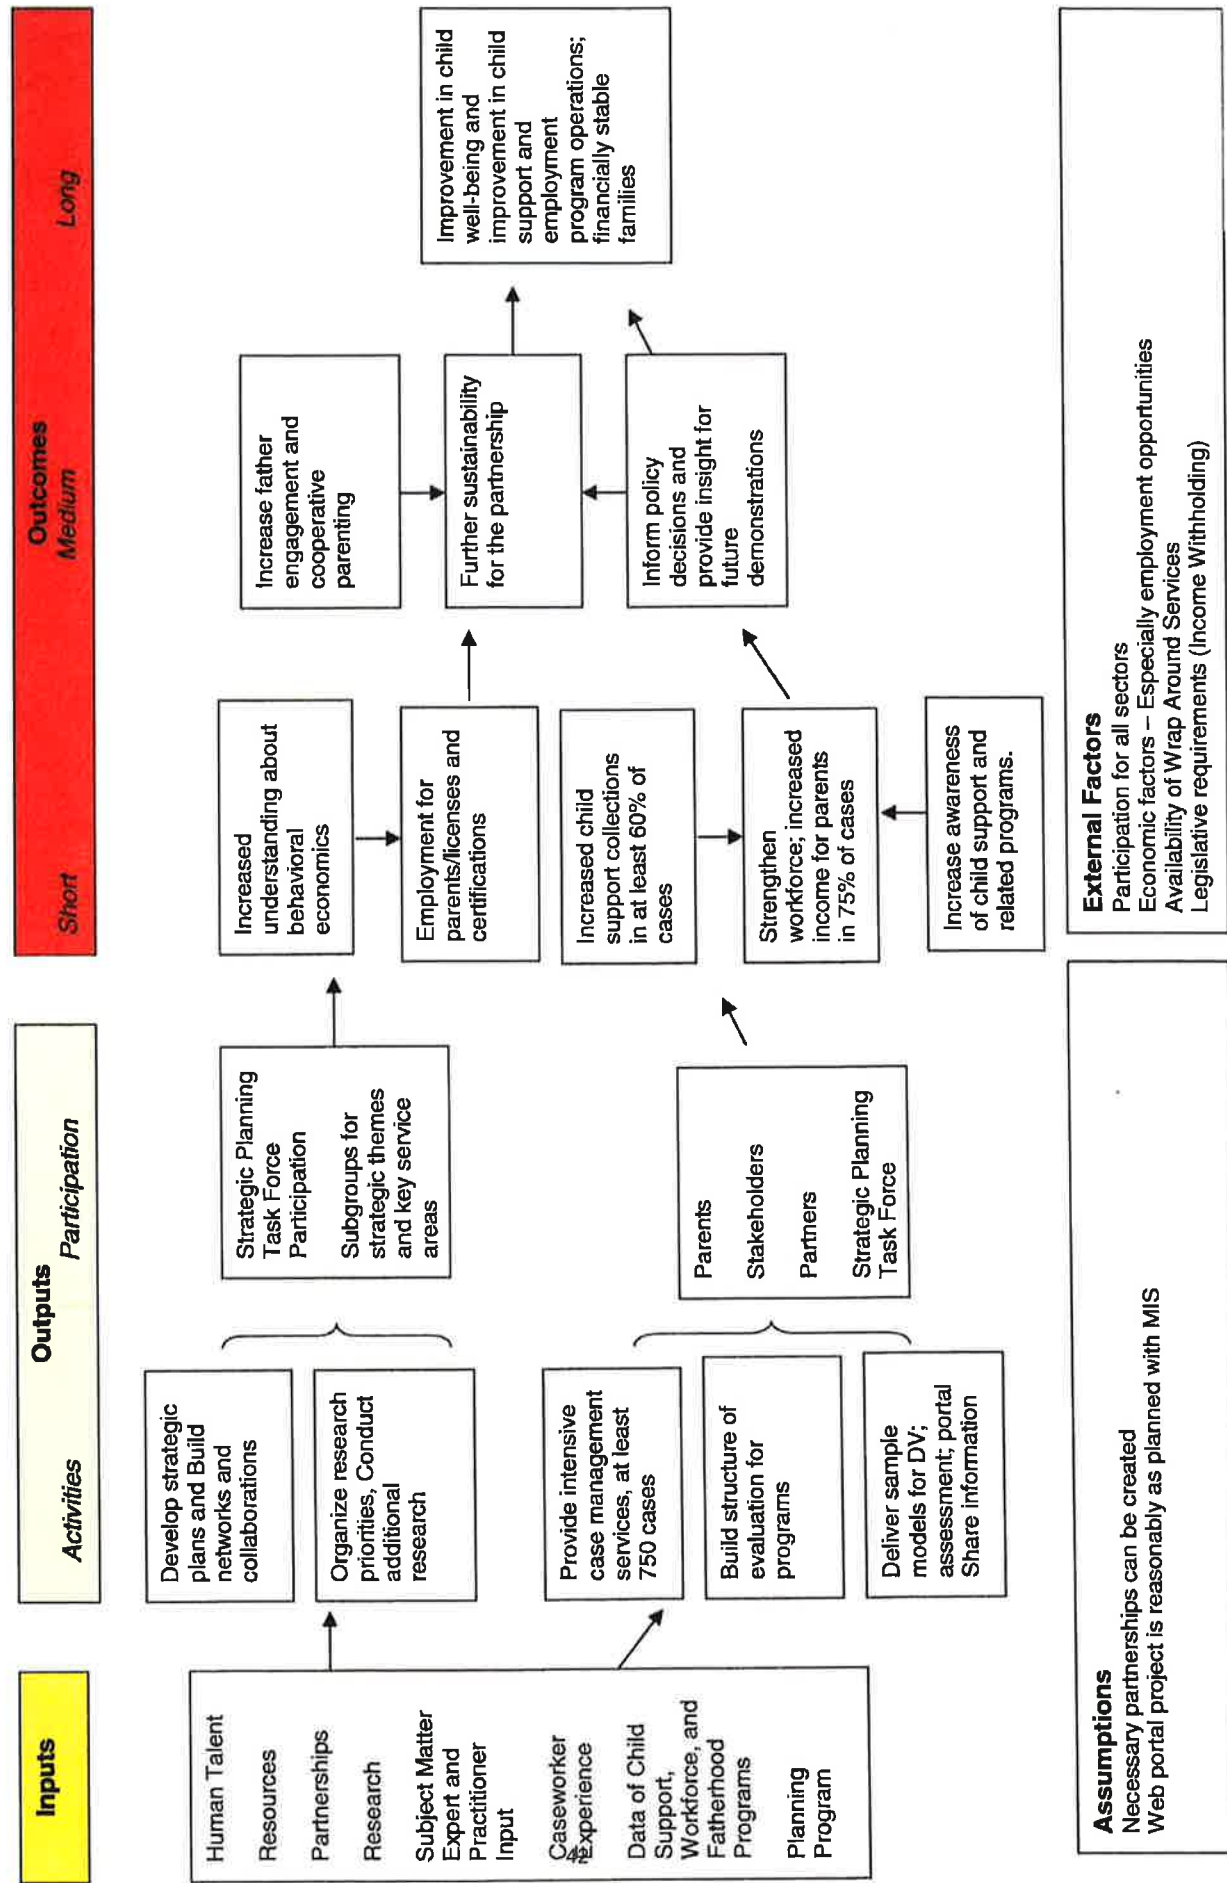 Inputs
Outputs
Activities
Participation
Outcomes
Short
Medium
Long
Human Talent
Resources
Partnerships
Research
Subject Matter
Expert and
Practitioner
Input
Caseworker
Experience
Data of Child
Support,
Workforce, and
Fatherhood
Programs
Planning
Program
Develop strategic
plans and Build
networks and
collaborations
Organize research
priorities, Conduct
additional
research
Provide intensive
case management
services, at least
750 cases
Build structure of
evaluation for
programs
Deliver sample
models for DV;
assessment; portal
Share information
Strategic Planning
Task Force
Participation
Subgroups for
strategic themes
and key service
areas
Parents
Stakeholders
Partners
Strategic Planning
Task Force
Increased
understanding about
behavioral
economics
Employment for
parents/licenses and
certifications
Increased child
support collections
in at least 60% of
cases
Strengthen
workforce; increased
income for parents
in 75% of cases
Increase awareness
of child support and
related programs.
Increase father
engagement and
cooperative
parenting
Further sustainability
for the partnership
Inform policy
decisions and
provide insight for
future
demonstrations
Improvement in child
well-being and
improvement in child
support and
employment
program operations;
financially stable
families
Assumptions
Necessary partnerships can be created
Web portal project is reasonably as planned with MIS
External Factors
Participation for all sectors
Economic factors – Especially employment opportunities
Availability of Wrap Around Services
Legislative requirements (Income Withholding)